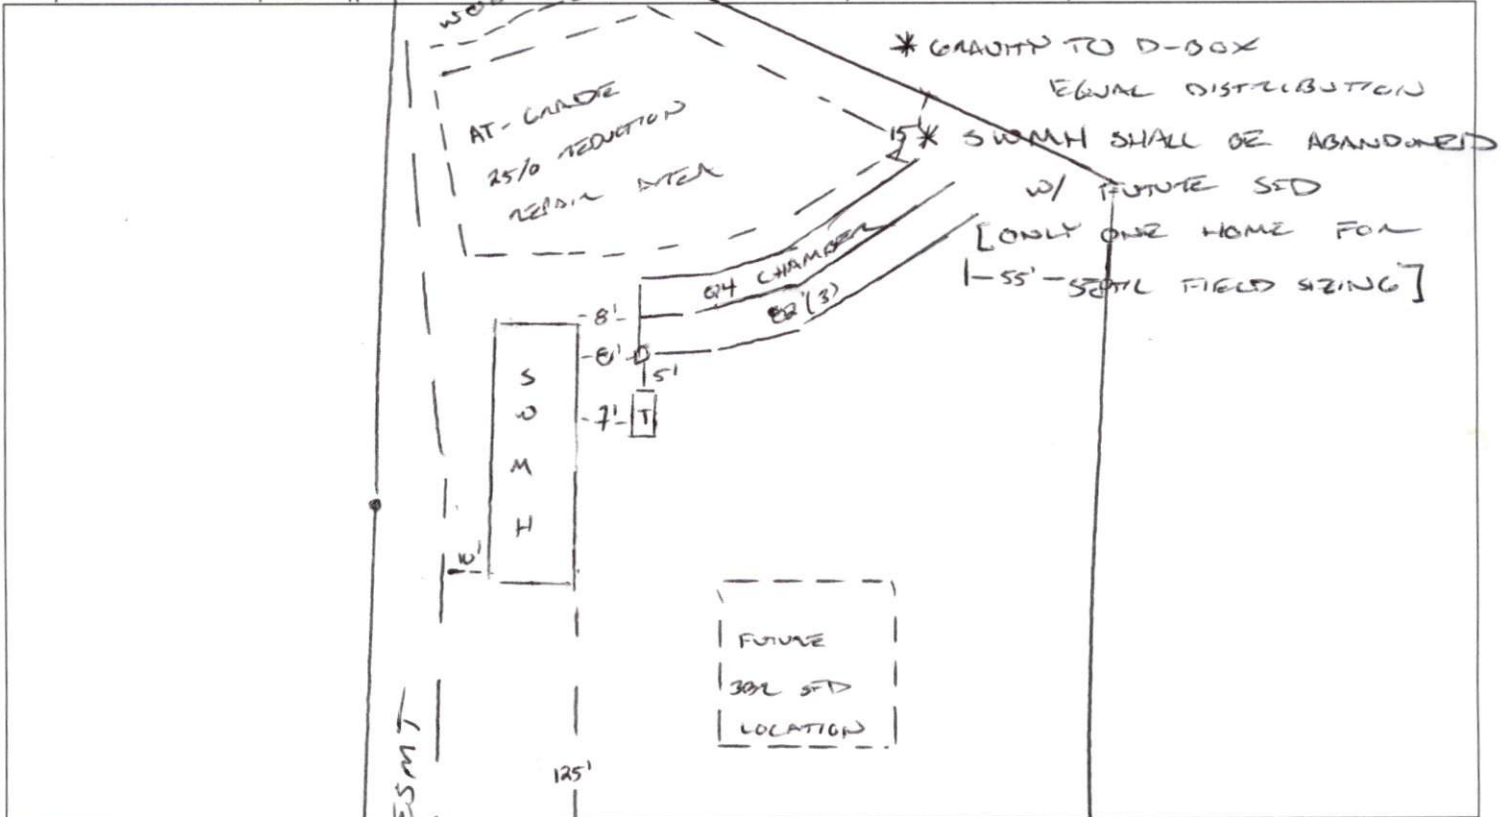 WOO
* GRAVITY TO D-BOX
EQUAL DISTRIBUTION
* SWMH SHALL BE ABANDONED
W/ FUTURE SFD
[ONLY ONE HOME FOR
SEPTIC FIELD SIZING]
55'
15'
AT-GRADE
25% REDUCTION
REPAIR AREA
Q4 CHAMBER
82'(3)
8'
6'
5'
7'
T
S
W
M
H
10'
FUTURE
3BR SFD
LOCATION
125'
ESMT